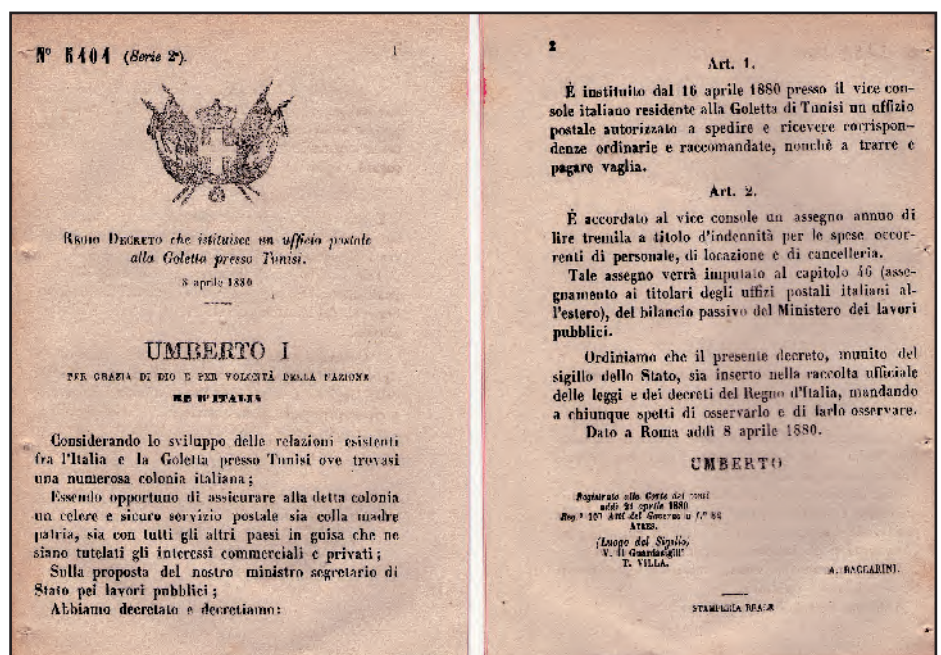 N° 5404 (Serie 2ª).
1
REGIO DECRETO che istituisce un ufficio postale
alla Goletta presso Tunisi.
8 aprile 1880
UMBERTO I
PER GRAZIA DI DIO E PER VOLONTÀ DELLA NAZIONE
RE D'ITALIA
Considerando lo sviluppo delle relazioni esistenti
fra l'Italia e la Goletta presso Tunisi ove trovasi
una numerosa colonia italiana;
Essendo opportuno di assicurare alla detta colonia
un celere e sicuro servizio postale sia colla madre
patria, sia con tutti gli altri paesi in guisa che ne
siano tutelati gli interessi commerciali e privati;
Sulla proposta del nostro ministro segretario di
Stato pei lavori pubblici;
Abbiamo decretato e decretiamo:
2
Art. 1.
È instituito dal 16 aprile 1880 presso il vice con-
sole italiano residente alla Goletta di Tunisi un uffizio
postale autorizzato a spedire e ricevere corrispon-
denze ordinarie e raccomandate, nonchè a trarre e
pagare vaglia.
Art. 2.
È accordato al vice console un assegno annuo di
lire tremila a titolo d'indennità per le spese occor-
renti di personale, di locazione e di cancelleria.
Tale assegno verrà imputato al capitolo 46 (asse-
gnamento ai titolari degli uffizi postali italiani al-
l'estero), del bilancio passivo del Ministero dei lavori
pubblici.
Ordiniamo che il presente decreto, munito del
sigillo dello Stato, sia inserto nella raccolta ufficiale
delle leggi e dei decreti del Regno d'Italia, mandando
a chiunque spetti di osservarlo e di farlo osservare.
Dato a Roma addì 8 aprile 1880.
UMBERTO
Registrato alla Corte dei conti
addì 21 aprile 1880
Reg.° 107 Atti del Governo a f.° 86
AYRES.
(Luogo del Sigillo)
V. Il Guardasigilli
T. VILLA.
A. BACCARINI.
STAMPERIA REALE